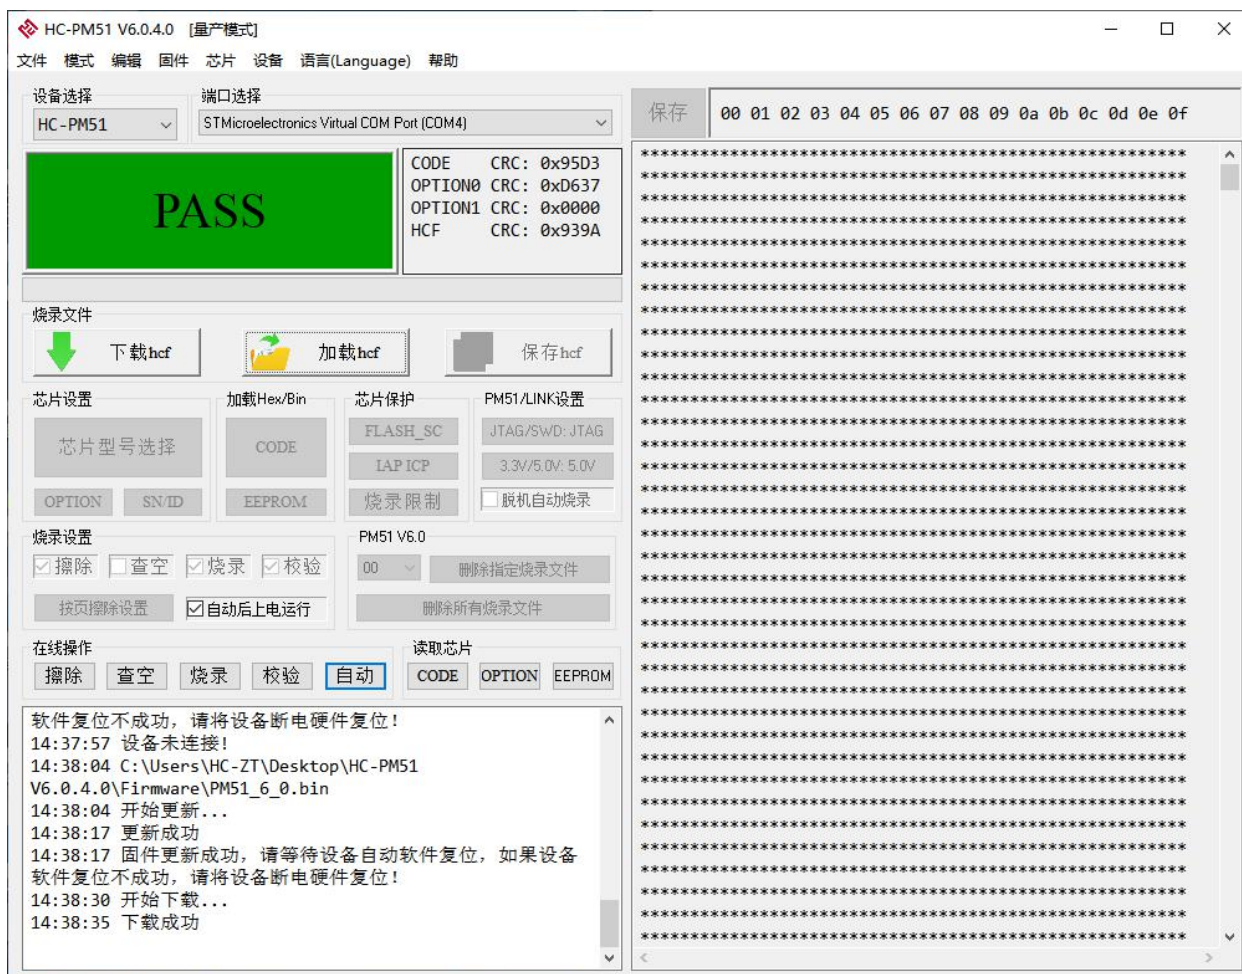 HC-PM51 V6.0.4.0 [量产模式]
文件 模式 编辑 固件 芯片 设备 语言(Language) 帮助
设备选择 端口选择
HC-PM51 STMicroelectronics Virtual COM Port (COM4)
保存 00 01 02 03 04 05 06 07 08 09 0a 0b 0c 0d 0e 0f
PASS
CODE CRC: 0x95D3
OPTION0 CRC: 0xD637
OPTION1 CRC: 0x0000
HCF CRC: 0x939A
烧录文件
下载hcf 加载hcf 保存hcf
芯片设置 加载Hex/Bin 芯片保护 PM51/LINK设置
芯片型号选择 CODE FLASH_SC JTAG/SWD: JTAG
IAP ICP 3.3V/5.0V: 5.0V
OPTION SN/ID EEPROM 烧录限制 脱机自动烧录
烧录设置 PM51 V6.0
擦除 查空 烧录 校验 00 删除指定烧录文件
按页擦除设置 自动后上电运行 删除所有烧录文件
在线操作 读取芯片
擦除 查空 烧录 校验 自动 CODE OPTION EEPROM
软件复位不成功，请将设备断电硬件复位！
14:37:57 设备未连接！
14:38:04 C:\Users\HC-ZT\Desktop\HC-PM51
V6.0.4.0\Firmware\PM51_6_0.bin
14:38:04 开始更新...
14:38:17 更新成功
14:38:17 固件更新成功，请等待设备自动软件复位，如果设备
软件复位不成功，请将设备断电硬件复位！
14:38:30 开始下载...
14:38:35 下载成功